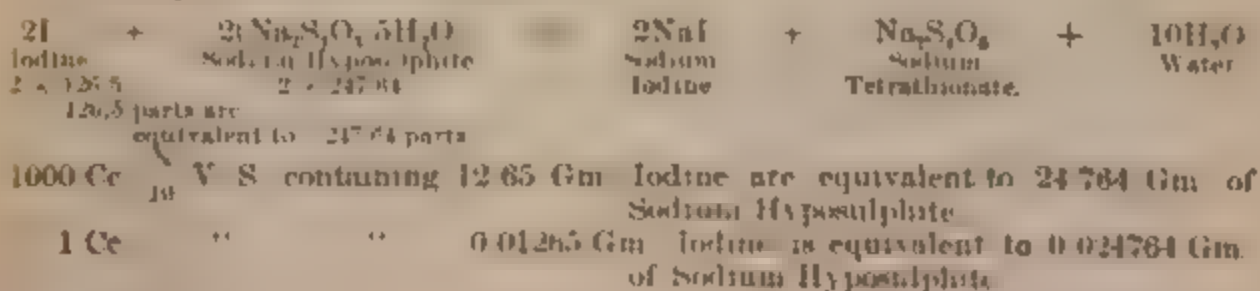 2I + 2(Na₂S₂O₃ 5H₂O 2NaI + Na₂S₄O₆ + 10H₂O
Iodine Sodium Hyposulphite Sodium Sodium Water
2 × 126.5 2 × 247.64 Iodine Tetrathionate.
126.5 parts are
equivalent to 247.64 parts
1000 Cc N/10 V S containing 12 65 Gm Iodine are equivalent to 24 764 Gm of
Sodium Hyposulphite
1 Cc " " 0 01265 Gm Iodine is equivalent to 0 024764 Gm.
of Sodium Hyposulphite